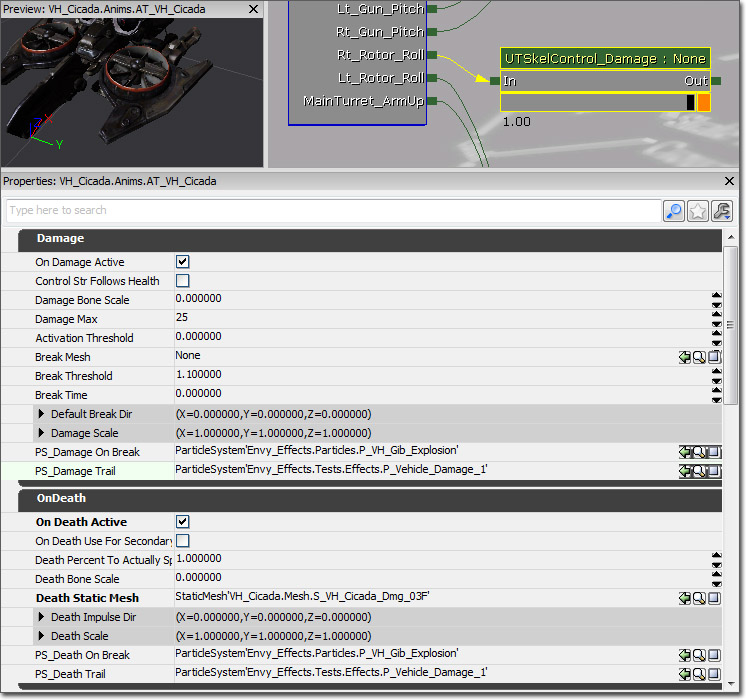 Preview: VH_Cicada.Anims.AT_VH_Cicada
Lt_Gun_Pitch
Rt_Gun_Pitch
Rt_Rotor_Roll
Lt_Rotor_Roll
MainTurret_ArmUp
UTSkelControl_Damage : None
In Out
1.00
Z X
Y
Properties: VH_Cicada.Anims.AT_VH_Cicada
Type here to search
Damage
On Damage Active
Control Str Follows Health
Damage Bone Scale 0.000000
Damage Max 25
Activation Threshold 0.000000
Break Mesh None
Break Threshold 1.100000
Break Time 0.000000
Default Break Dir (X=0.000000,Y=0.000000,Z=0.000000)
Damage Scale (X=1.000000,Y=1.000000,Z=1.000000)
PS_Damage On Break ParticleSystem'Envy_Effects.Particles.P_VH_Gib_Explosion'
PS_Damage Trail ParticleSystem'Envy_Effects.Tests.Effects.P_Vehicle_Damage_1'
OnDeath
On Death Active
On Death Use For Secondary
Death Percent To Actually Sp 1.000000
Death Bone Scale 0.000000
Death Static Mesh StaticMesh'VH_Cicada.Mesh.S_VH_Cicada_Dmg_03F'
Death Impulse Dir (X=0.000000,Y=0.000000,Z=0.000000)
Death Scale (X=1.000000,Y=1.000000,Z=1.000000)
PS_Death On Break ParticleSystem'Envy_Effects.Particles.P_VH_Gib_Explosion'
PS_Death Trail ParticleSystem'Envy_Effects.Tests.Effects.P_Vehicle_Damage_1'